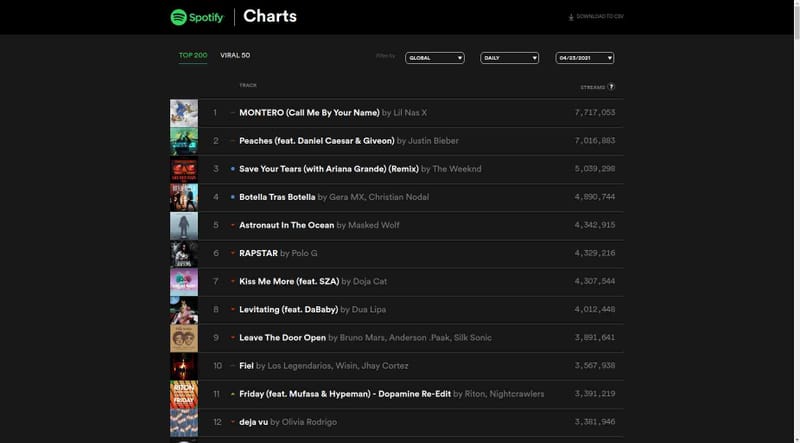 Spotify Charts DOWNLOAD TO CSV
TOP 200 VIRAL 50 Filter by GLOBAL DAILY 04/23/2021
TRACK STREAMS ?
1 MONTERO (Call Me By Your Name) by Lil Nas X 7,717,053
2 Peaches (feat. Daniel Caesar & Giveon) by Justin Bieber 7,016,883
3 Save Your Tears (with Ariana Grande) (Remix) by The Weeknd 5,039,298
4 Botella Tras Botella by Gera MX, Christian Nodal 4,890,744
5 Astronaut In The Ocean by Masked Wolf 4,342,915
6 RAPSTAR by Polo G 4,329,216
7 Kiss Me More (feat. SZA) by Doja Cat 4,307,544
8 Levitating (feat. DaBaby) by Dua Lipa 4,012,448
9 Leave The Door Open by Bruno Mars, Anderson .Paak, Silk Sonic 3,891,641
10 Fiel by Los Legendarios, Wisin, Jhay Cortez 3,567,938
11 Friday (feat. Mufasa & Hypeman) - Dopamine Re-Edit by Riton, Nightcrawlers 3,391,219
12 deja vu by Olivia Rodrigo 3,381,946